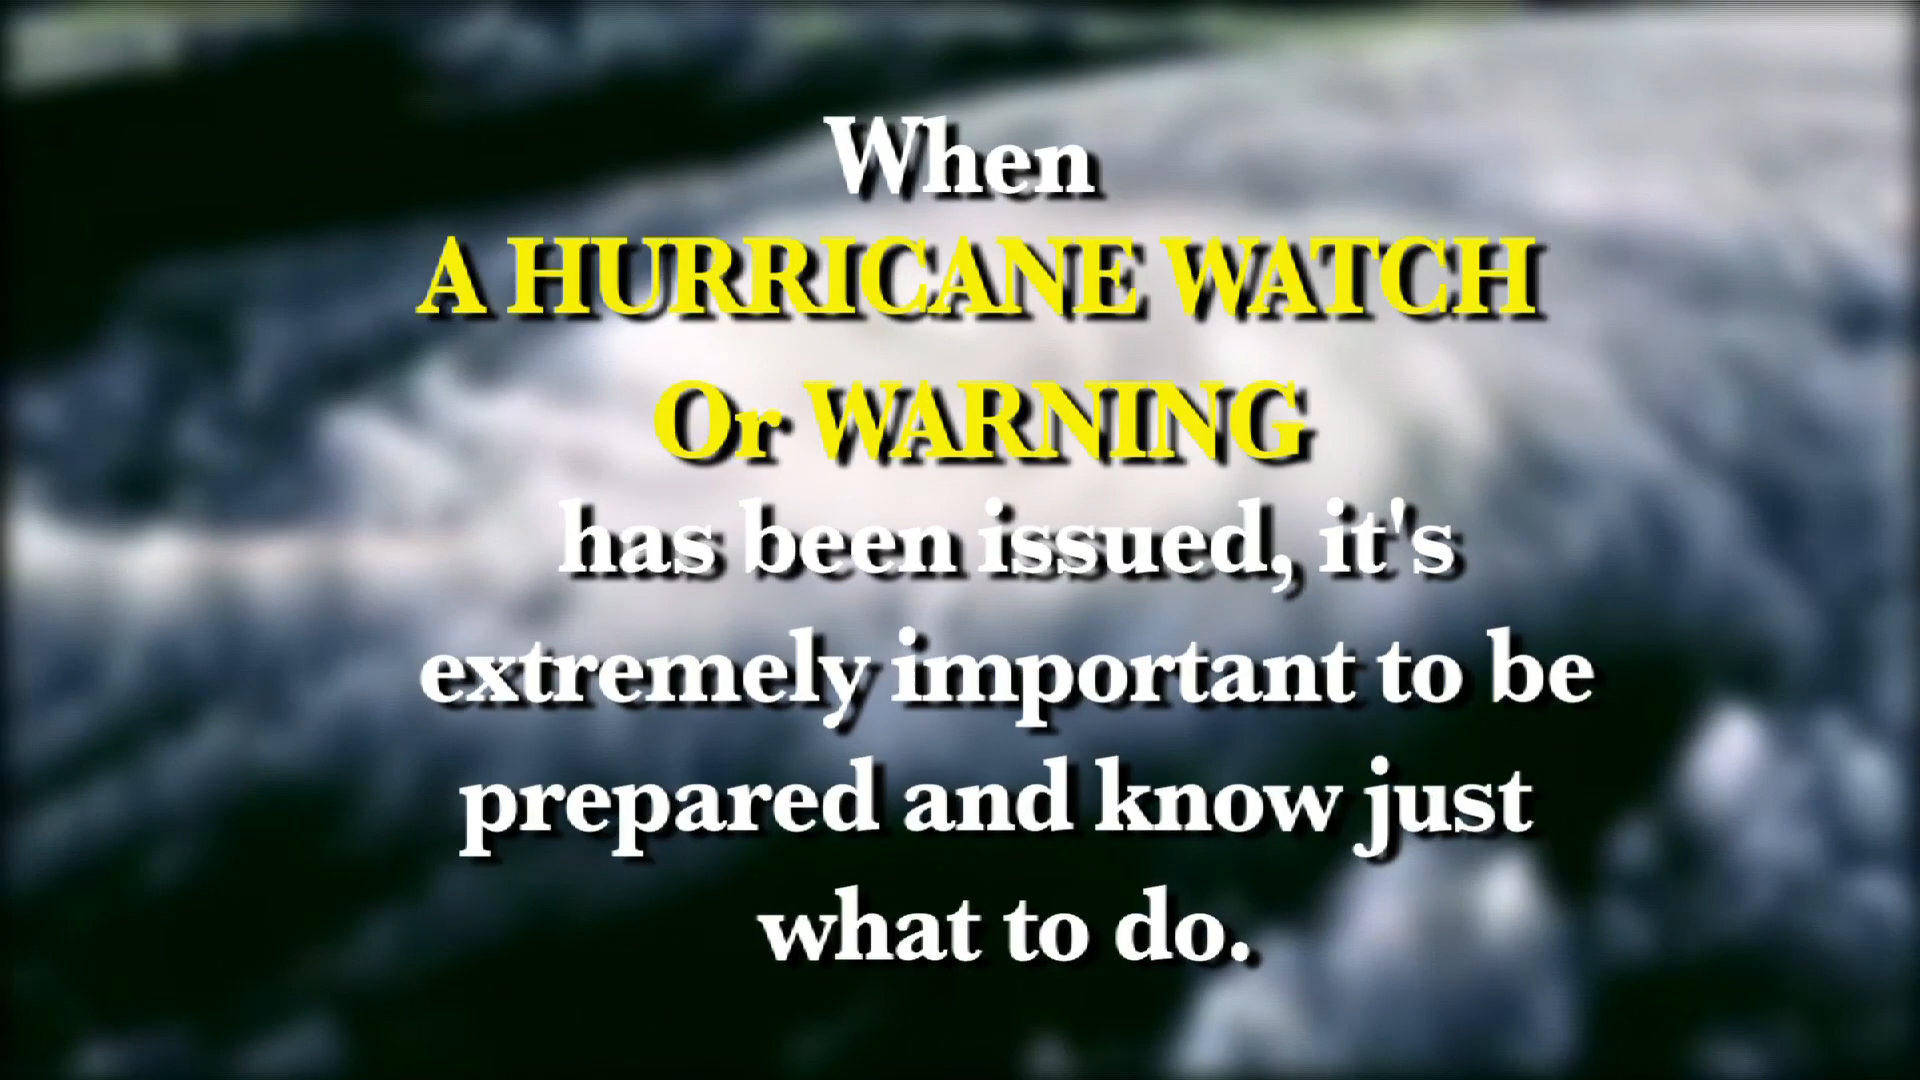 When
A HURRICANE WATCH
Or WARNING
has been issued, it's
extremely important to be
prepared and know just
what to do.